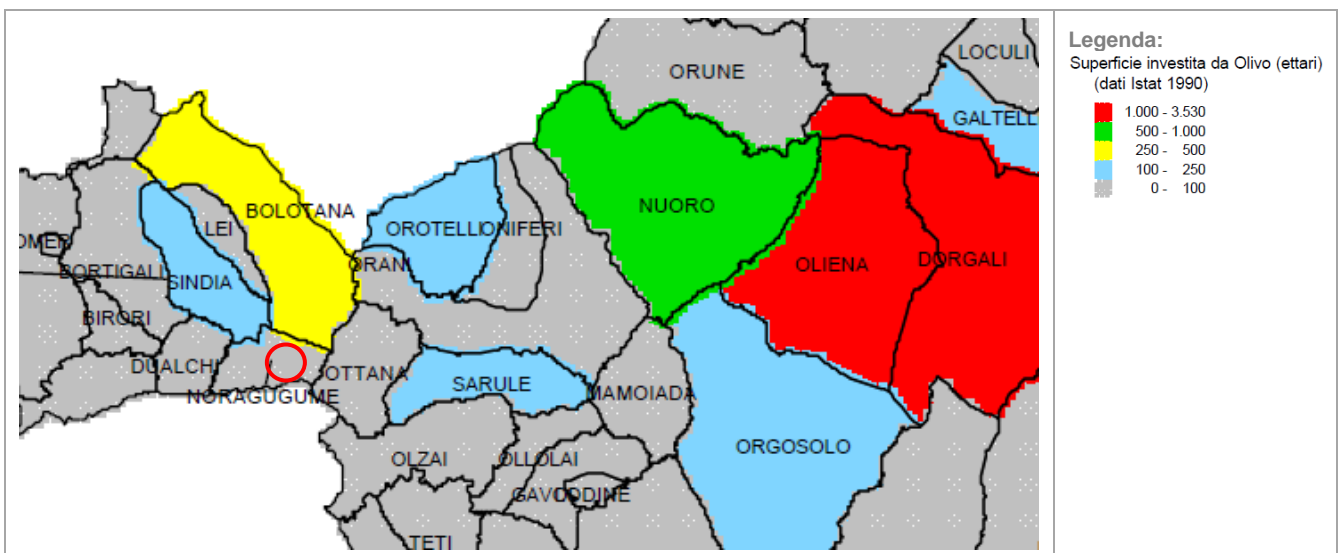 ORUNE
LOCULI
GALTELL
BOLOTANA
LEI
NUORO
OROTELLI
ONIFERI
OMER
BORTIGALI
SINDIA
ORANI
OLIENA
DORGALI
BIRORI
DUALCHI
OTTANA
NORAGUGUME
SARULE
MAMOIADA
ORGOSOLO
OLZAI
OLLOLAI
TETI
Legenda:
Superficie investita da Olivo (ettari)
(dati Istat 1990)
1.000 - 3.530
500 - 1.000
250 - 500
100 - 250
0 - 100